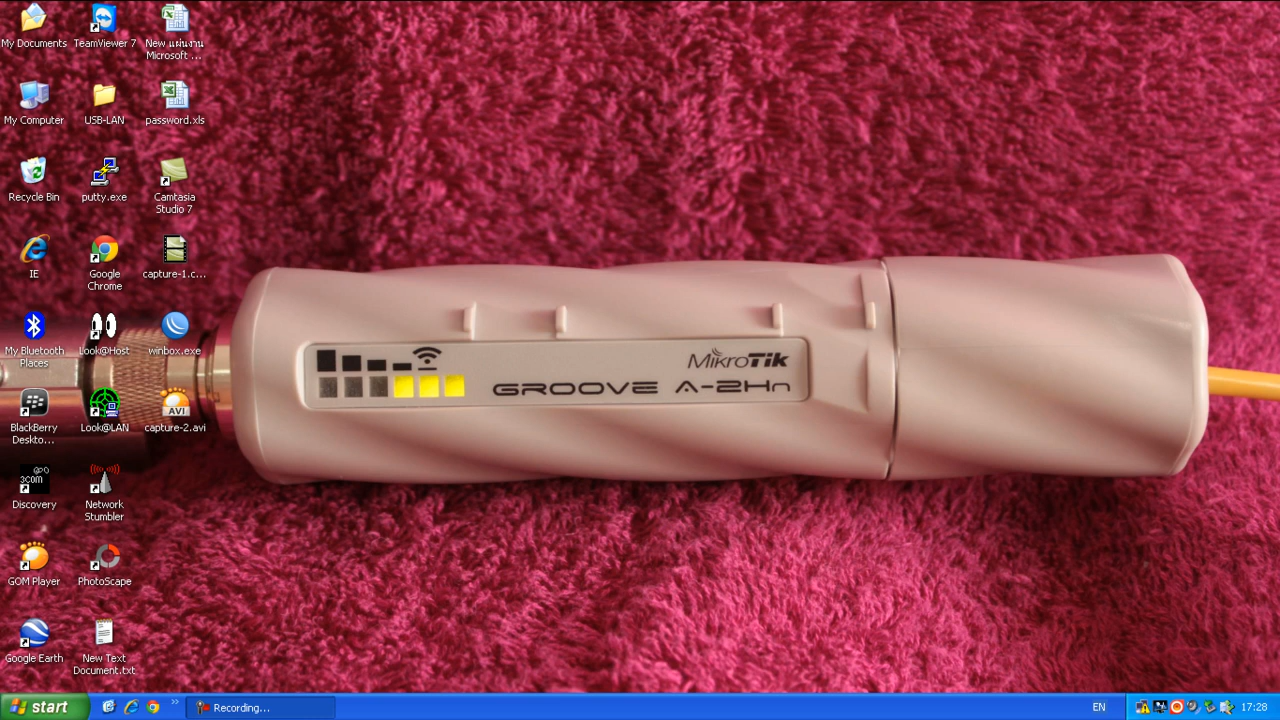 My Documents
TeamViewer 7
New แผ่นงาน
Microsoft ...
My Computer
USB-LAN
password.xls
Recycle Bin
putty.exe
Camtasia
Studio 7
IE
Google
Chrome
capture-1.c...
My Bluetooth
Places
Look@Host
winbox.exe
BlackBerry
Deskto...
Look@LAN
AVI
capture-2.avi
3com
Discovery
Network
Stumbler
GOM Player
PhotoScape
Google Earth
New Text
Document.txt
MikroTik
GROOVE A-2Hn
start
Recording...
EN
17:28